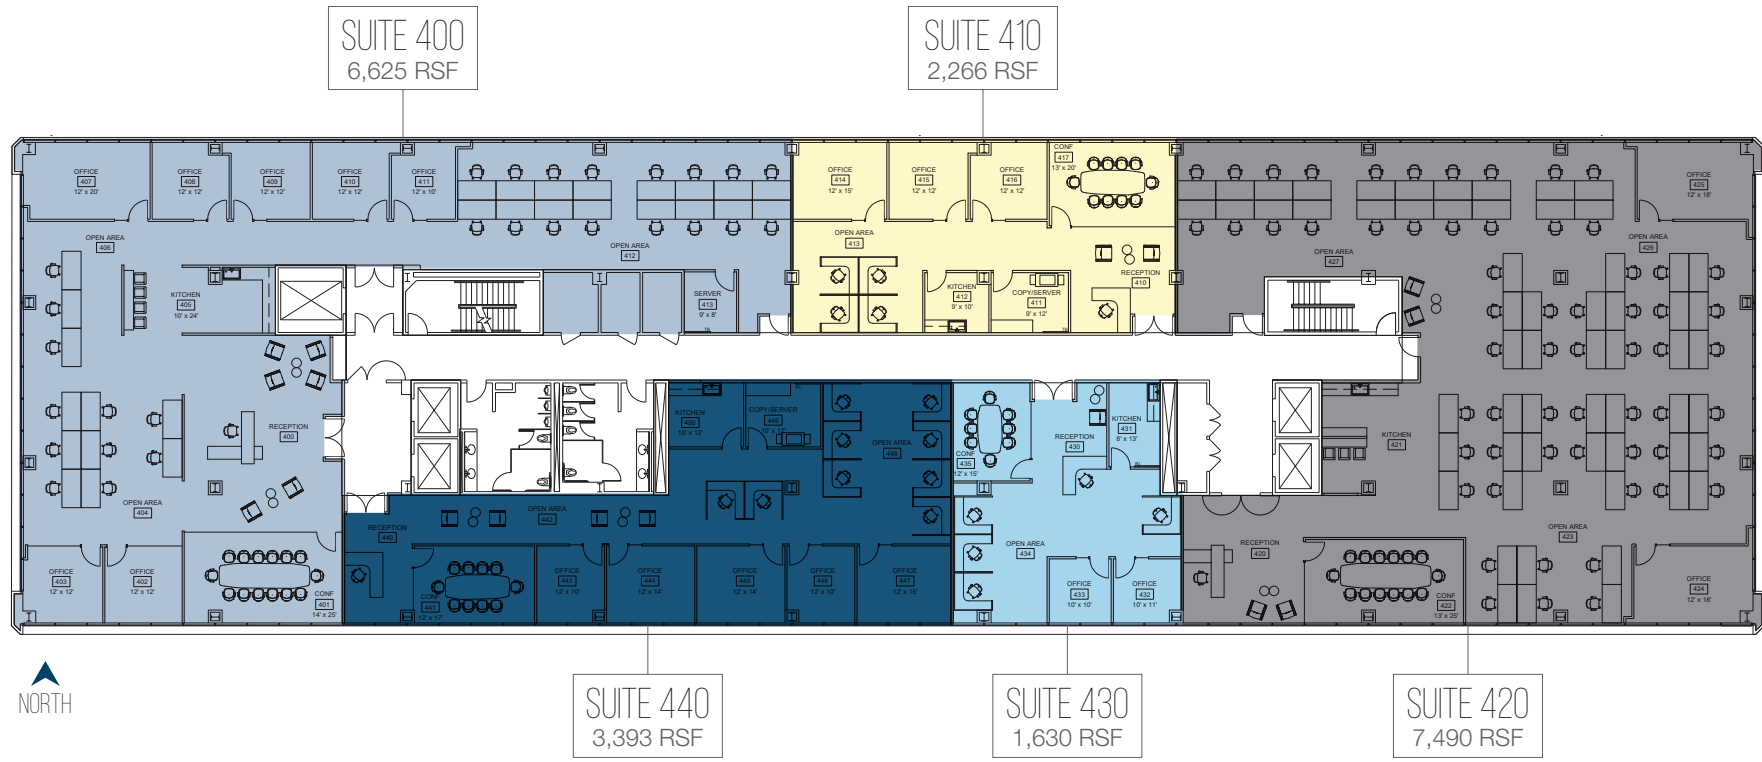 SUITE 400
6,625 RSF
SUITE 410
2,266 RSF
OFFICE
407
12' x 20'
OFFICE
408
12' x 12'
OFFICE
409
12' x 12'
OFFICE
410
12' x 12'
OFFICE
411
12' x 10'
OFFICE
414
12' x 15'
OFFICE
415
12' x 12'
OFFICE
416
12' x 12'
CONF
417
13' x 20'
OFFICE
425
12' x 18'
OPEN AREA
406
OPEN AREA
412
OPEN AREA
413
OPEN AREA
427
OPEN AREA
426
KITCHEN
405
10' x 24'
SERVER
413
9' x 8'
KITCHEN
412
9' x 10'
COPY/SERVER
411
9' x 12'
RECEPTION
410
RECEPTION
400
KITCHEN
450
10' x 12'
COPY/SERVER
449
10' x 12'
OPEN AREA
448
CONF
435
12' x 15'
RECEPTION
430
KITCHEN
431
8' x 13'
KITCHEN
421
OPEN AREA
404
RECEPTION
440
OPEN AREA
442
OPEN AREA
434
RECEPTION
420
OPEN AREA
423
OFFICE
403
12' x 12'
OFFICE
402
12' x 12'
CONF
401
14' x 25'
CONF
441
12' x 17'
OFFICE
443
12' x 10'
OFFICE
444
12' x 14'
OFFICE
445
12' x 14'
OFFICE
446
12' x 10'
OFFICE
447
12' x 15'
OFFICE
433
10' x 10'
OFFICE
432
10' x 11'
CONF
422
13' x 25'
OFFICE
424
12' x 18'
NORTH
SUITE 440
3,393 RSF
SUITE 430
1,630 RSF
SUITE 420
7,490 RSF